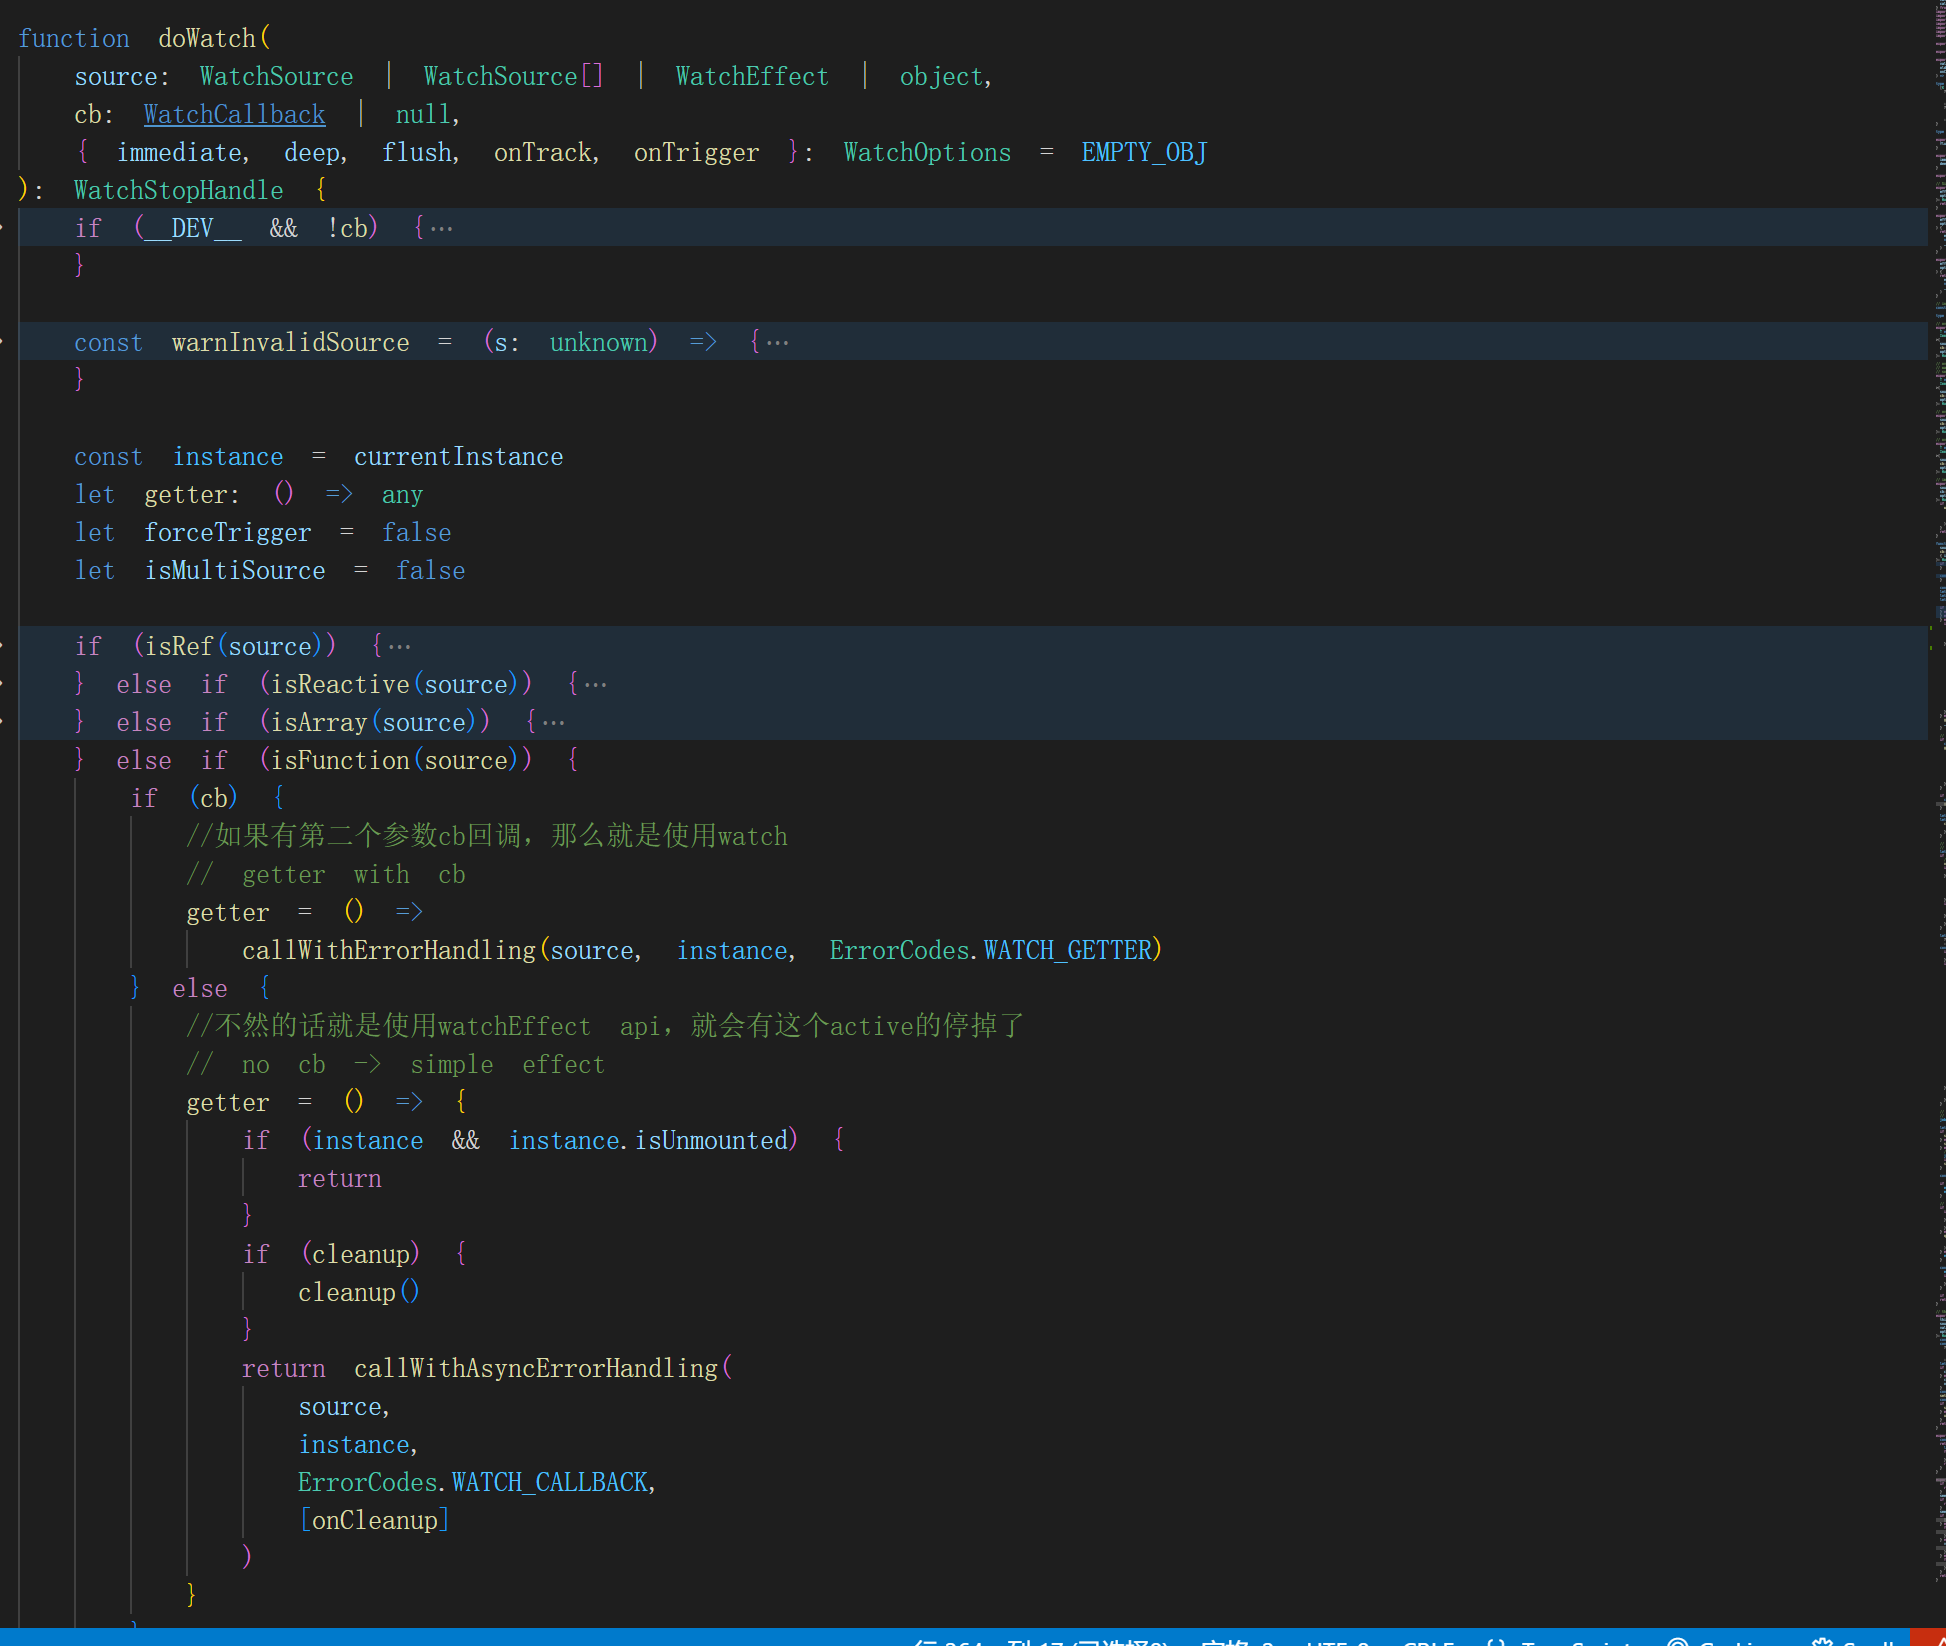 function doWatch(
source: WatchSource | WatchSource[] | WatchEffect | object,
cb: WatchCallback | null,
{ immediate, deep, flush, onTrack, onTrigger }: WatchOptions = EMPTY_OBJ
): WatchStopHandle {
if (__DEV__ && !cb) {···
}
const warnInvalidSource = (s: unknown) => {···
}
const instance = currentInstance
let getter: () => any
let forceTrigger = false
let isMultiSource = false
if (isRef(source)) {···
} else if (isReactive(source)) {···
} else if (isArray(source)) {···
} else if (isFunction(source)) {
if (cb) {
//如果有第二个参数cb回调，那么就是使用watch
// getter with cb
getter = () =>
callWithErrorHandling(source, instance, ErrorCodes.WATCH_GETTER)
} else {
//不然的话就是使用watchEffect api，就会有这个active的停掉了
// no cb -> simple effect
getter = () => {
if (instance && instance.isUnmounted) {
return
}
if (cleanup) {
cleanup()
}
return callWithAsyncErrorHandling(
source,
instance,
ErrorCodes.WATCH_CALLBACK,
[onCleanup]
)
}